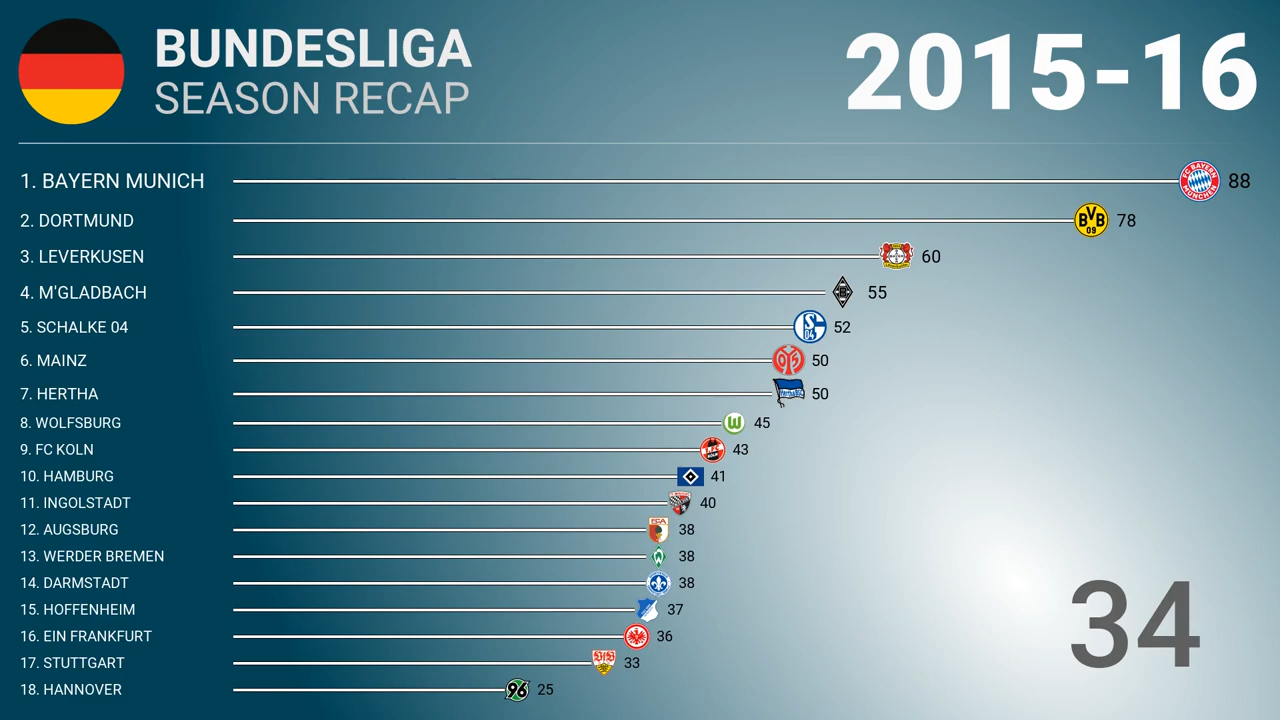 BUNDESLIGA
SEASON RECAP
2015-16
1. BAYERN MUNICH 88
2. DORTMUND 78
3. LEVERKUSEN 60
4. M'GLADBACH 55
5. SCHALKE 04 52
6. MAINZ 50
7. HERTHA 50
8. WOLFSBURG 45
9. FC KOLN 43
10. HAMBURG 41
11. INGOLSTADT 40
12. AUGSBURG 38
13. WERDER BREMEN 38
14. DARMSTADT 38
15. HOFFENHEIM 37
16. EIN FRANKFURT 36
17. STUTTGART 33
18. HANNOVER 25
34